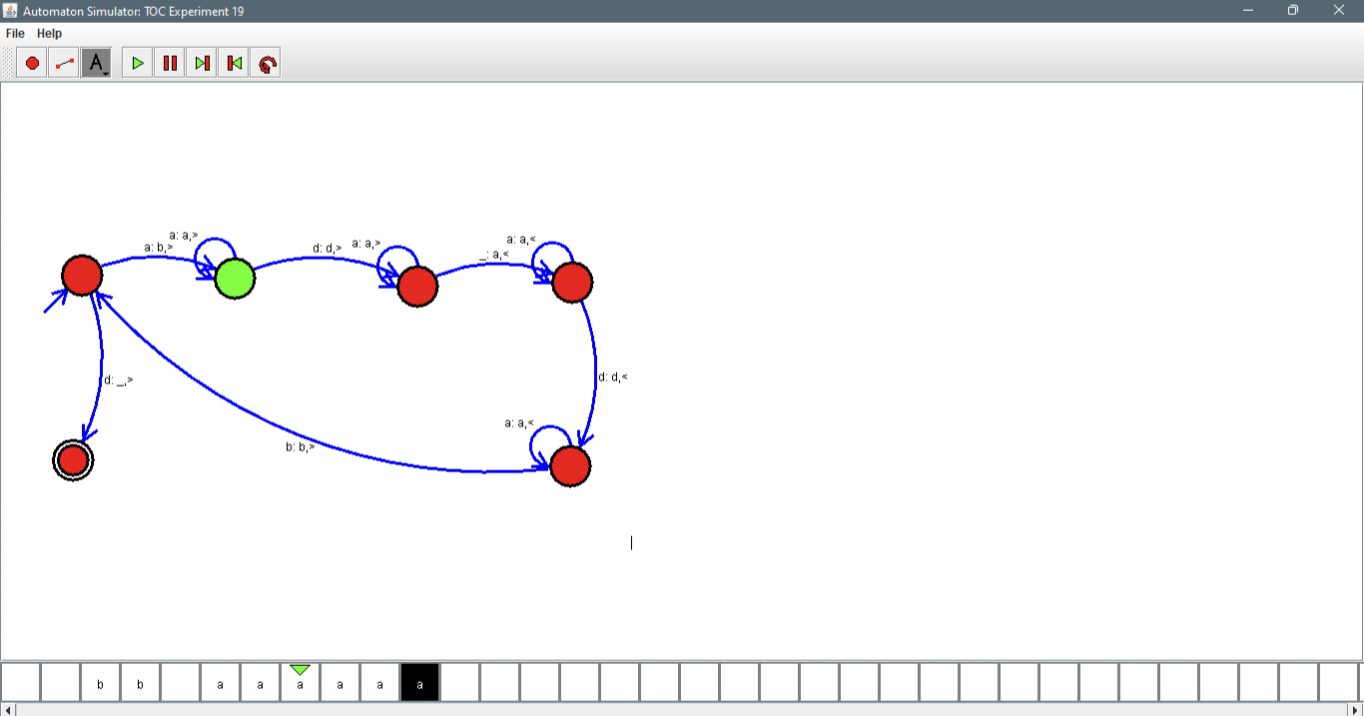 Automaton Simulator: TOC Experiment 19
File Help
A
a: a,>
a: b,>
d: d,>
a: a,>
a: a,<
_: a,<
d: _,>
d: d,<
a: a,<
b: b,>
b b a a a a a a